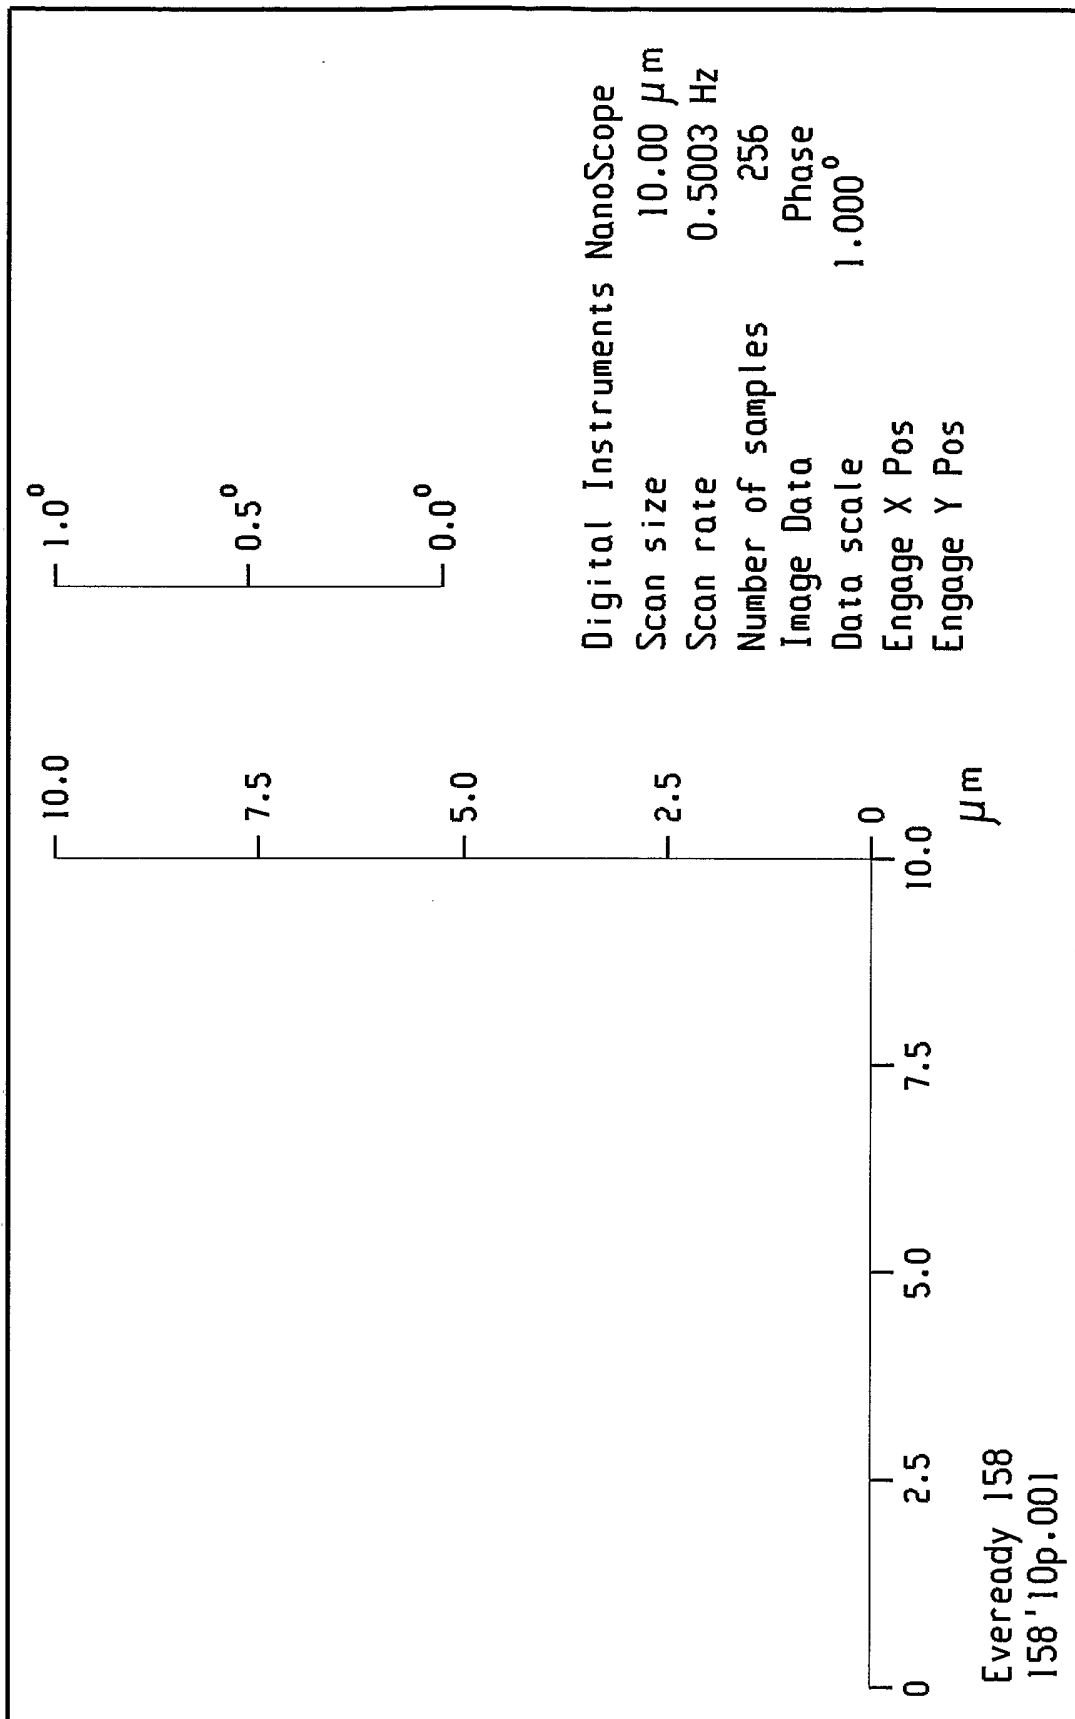 10.0
7.5
5.0
2.5
0
0 2.5 5.0 7.5 10.0
μm
Eveready 158
158'10p.001
1.0°
0.5°
0.0°
Digital Instruments NanoScope
Scan size 10.00 μm
Scan rate 0.5003 Hz
Number of samples 256
Image Data Phase
Data scale 1.000°
Engage X Pos
Engage Y Pos